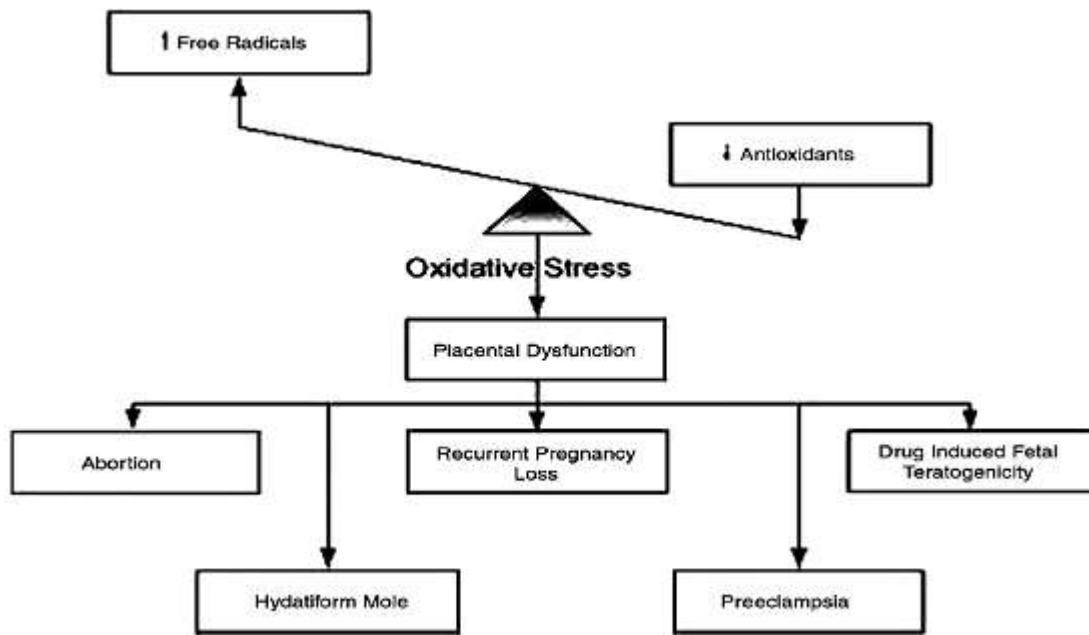 ↑ Free Radicals
↓ Antioxidants
Oxidative Stress
Placental Dysfunction
Abortion
Recurrent Pregnancy
Loss
Drug Induced Fetal
Teratogenicity
Hydatiform Mole
Preeclampsia